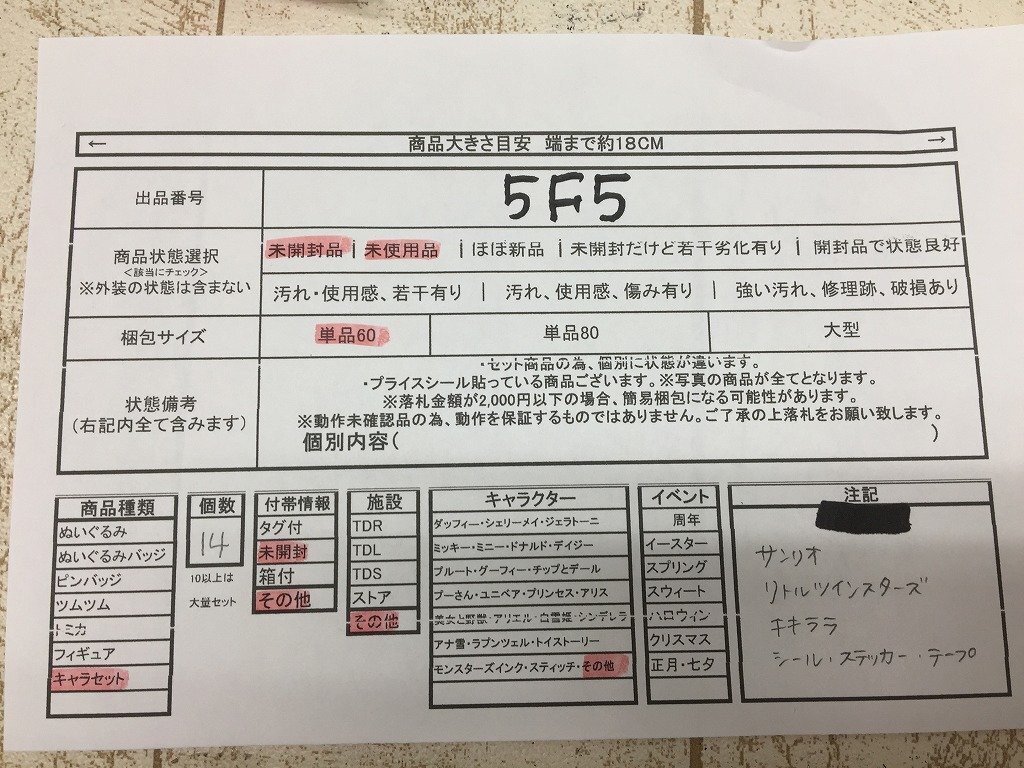 ← 商品大きさ目安 端まで約18CM →
出品番号 5F5
商品状態選択
<該当にチェック>
※外装の状態は含まない
未開封品 | 未使用品 | ほぼ新品 | 未開封だけど若干劣化有り | 開封品で状態良好
汚れ・使用感、若干有り | 汚れ、使用感、傷み有り | 強い汚れ、修理跡、破損あり
梱包サイズ 単品60 単品80 大型
状態備考
(右記内全て含みます)
・セット商品の為、個別に状態が違います。
・プライスシール貼っている商品ございます。※写真の商品が全てとなります。
※落札金額が2,000円以下の場合、簡易梱包になる可能性があります。
※動作未確認品の為、動作を保証するものではありません。ご了承の上落札をお願い致します。
個別内容( )
商品種類
ぬいぐるみ
ぬいぐるみバッジ
ピンバッジ
ツムツム
トミカ
フィギュア
キャラセット
個数
14
10以上は
大量セット
付帯情報
タグ付
未開封
箱付
その他
施設
TDR
TDL
TDS
ストア
その他
キャラクター
ダッフィー・シェリーメイ・ジェラトーニ
ミッキー・ミニー・ドナルド・デイジー
プルート・グーフィー・チップとデール
プーさん・ユニベア・プリンセス・アリス
美女と野獣・アリエル・白雪姫・シンデレラ
アナ雪・ラプンツェル・トイストーリー
モンスターズインク・スティッチ・その他
イベント
周年
イースター
スプリング
スウィート
ハロウィン
クリスマス
正月・七夕
注記
サンリオ
リトルツインスターズ
キキララ
シール・ステッカー・テープ